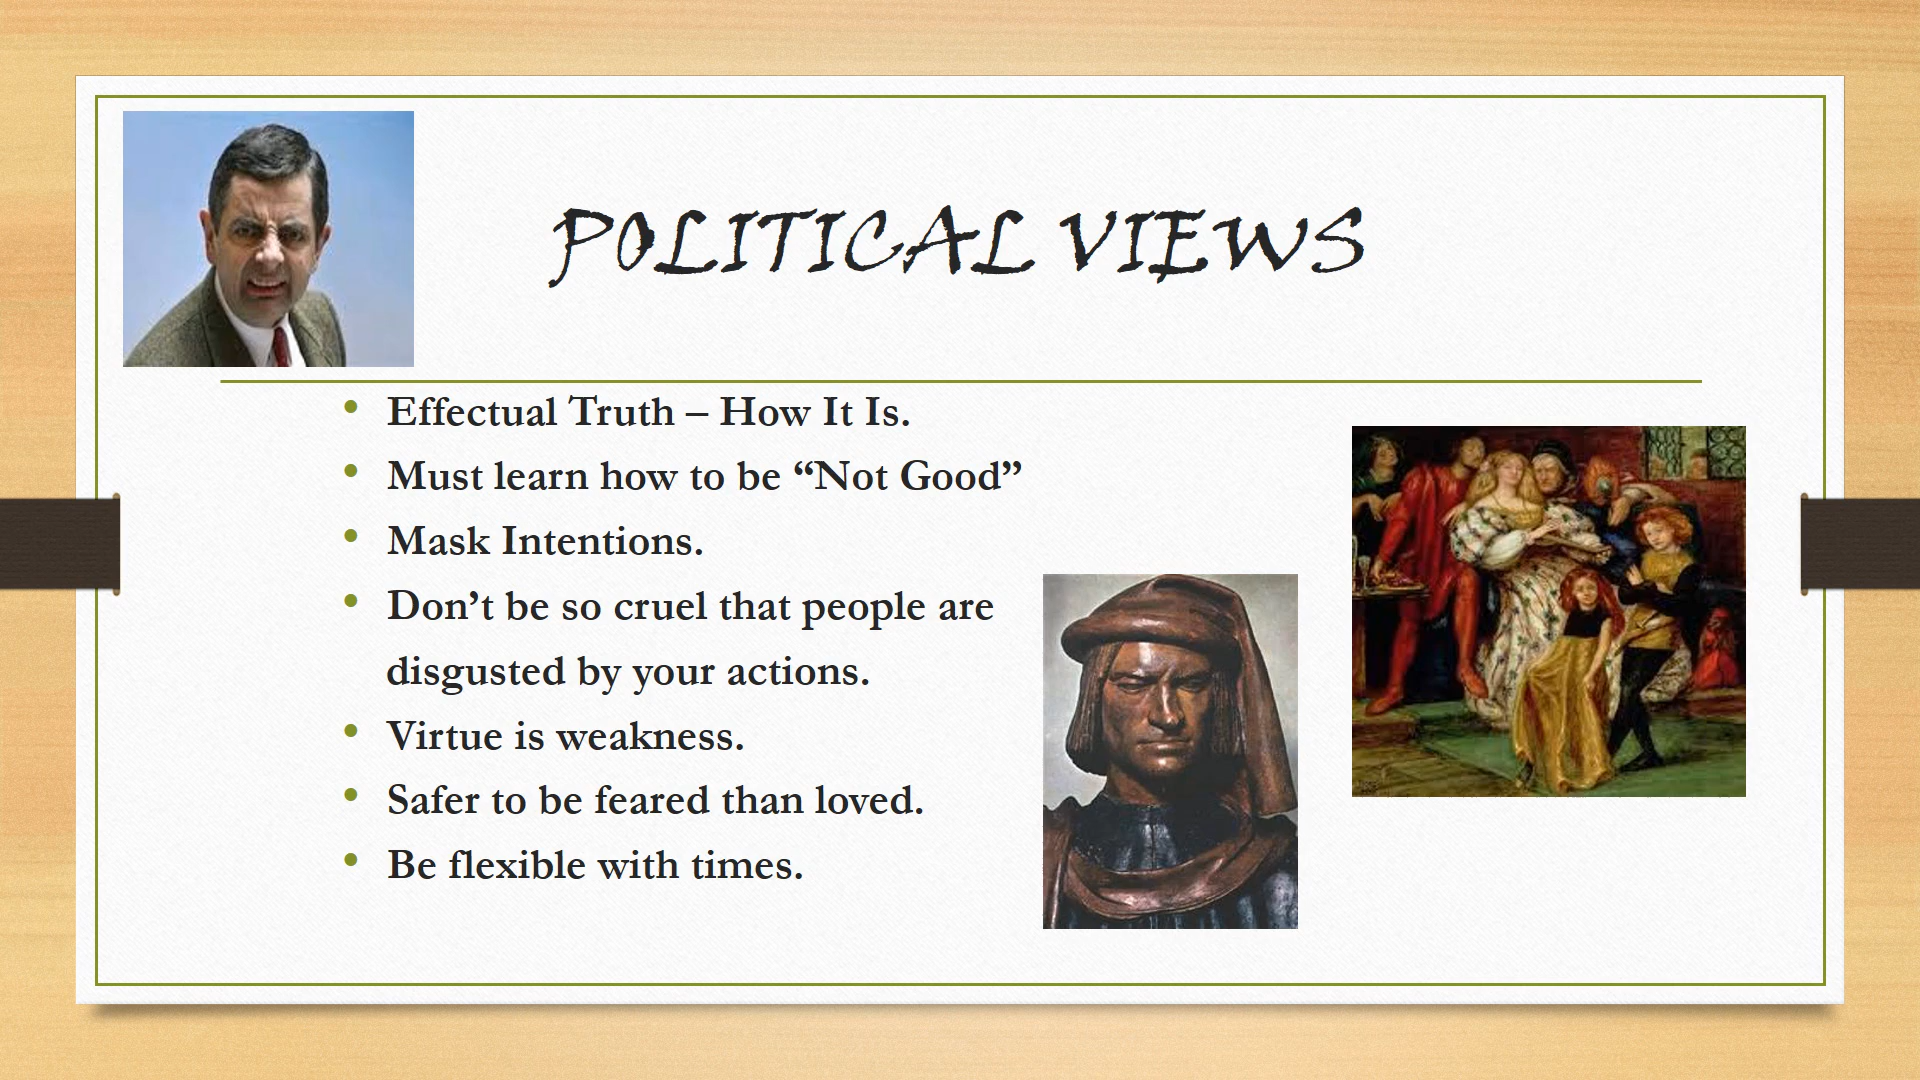 POLITICAL VIEWS
• Effectual Truth – How It Is.
• Must learn how to be “Not Good”
• Mask Intentions.
• Don’t be so cruel that people are
disgusted by your actions.
• Virtue is weakness.
• Safer to be feared than loved.
• Be flexible with times.